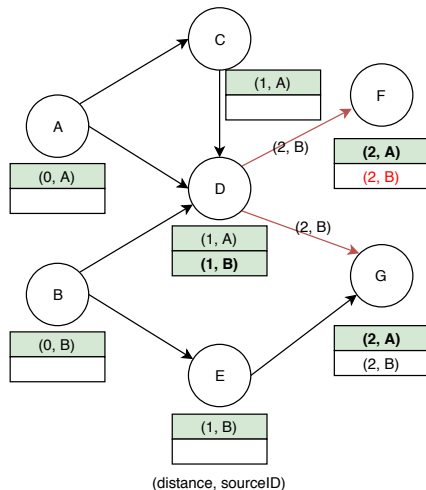 C
(1, A)
F
A
(2, B)
(0, A)
(2, A)
(2, B)
D
(1, A)
(1, B)
(2, B)
G
B
(0, B)
(2, A)
(2, B)
E
(1, B)
(distance, sourceID)